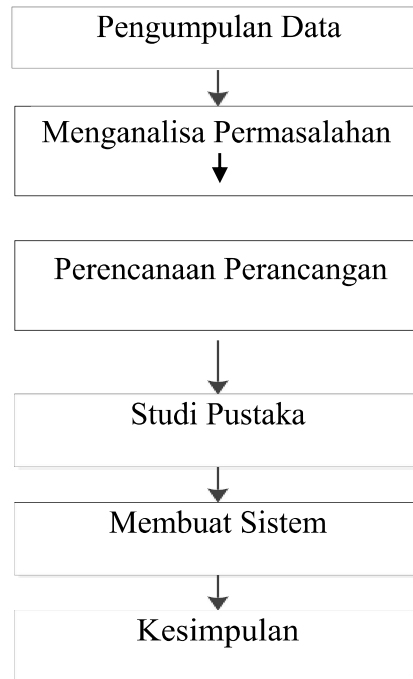 Pengumpulan Data
Menganalisa Permasalahan
Perencanaan Perancangan
Studi Pustaka
Membuat Sistem
Kesimpulan